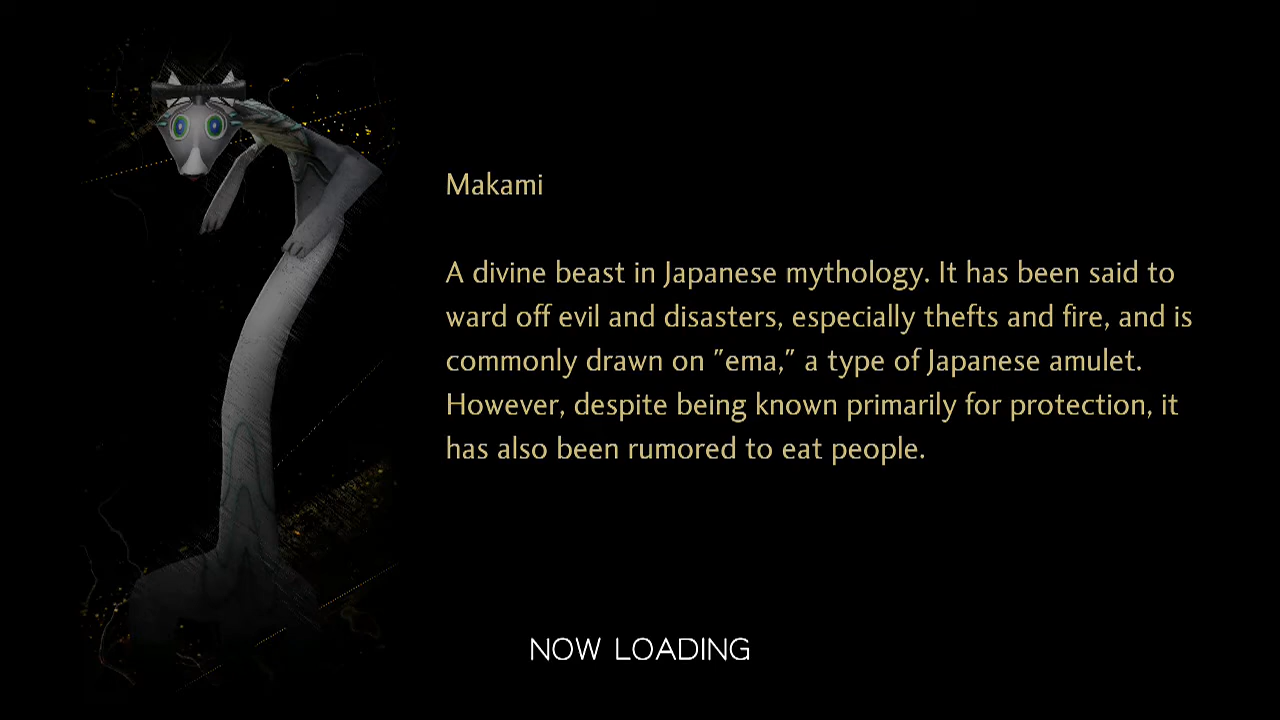 Makami
A divine beast in Japanese mythology. It has been said to
ward off evil and disasters, especially thefts and fire, and is
commonly drawn on "ema," a type of Japanese amulet.
However, despite being known primarily for protection, it
has also been rumored to eat people.
NOW LOADING